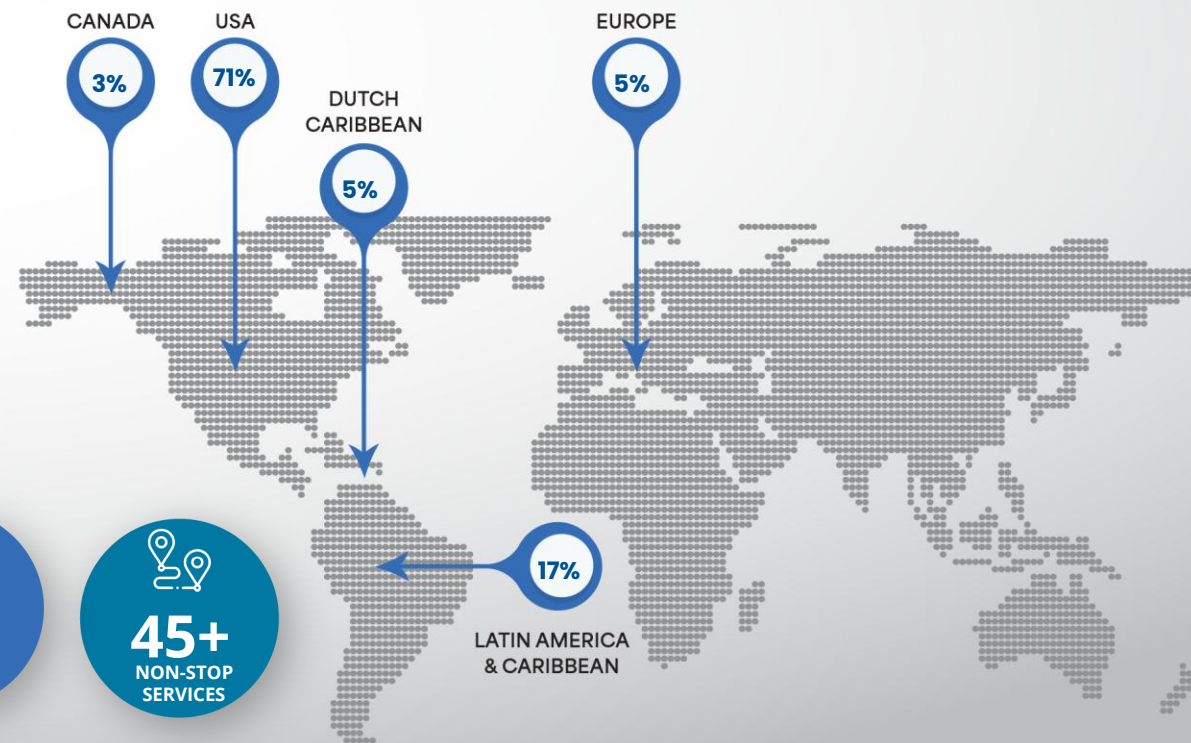 CANADA
3%
USA
71%
DUTCH
CARIBBEAN
5%
EUROPE
5%
17%
LATIN AMERICA
& CARIBBEAN
45+
NON-STOP
SERVICES